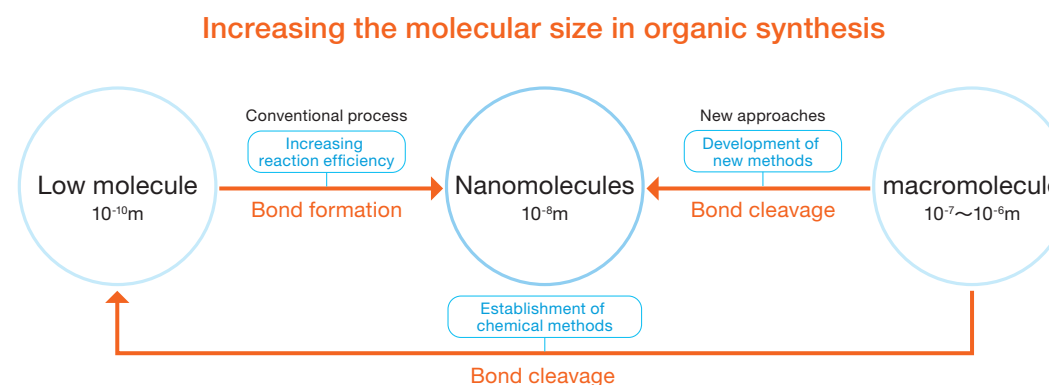 Increasing the molecular size in organic synthesis
Conventional process
Increasing
reaction efficiency
New approaches
Development of
new methods
Low molecule
10⁻¹⁰m
Bond formation
Nanomolecules
10⁻⁸m
Bond cleavage
macromolecule
10⁻⁷〜10⁻⁶m
Establishment of
chemical methods
Bond cleavage